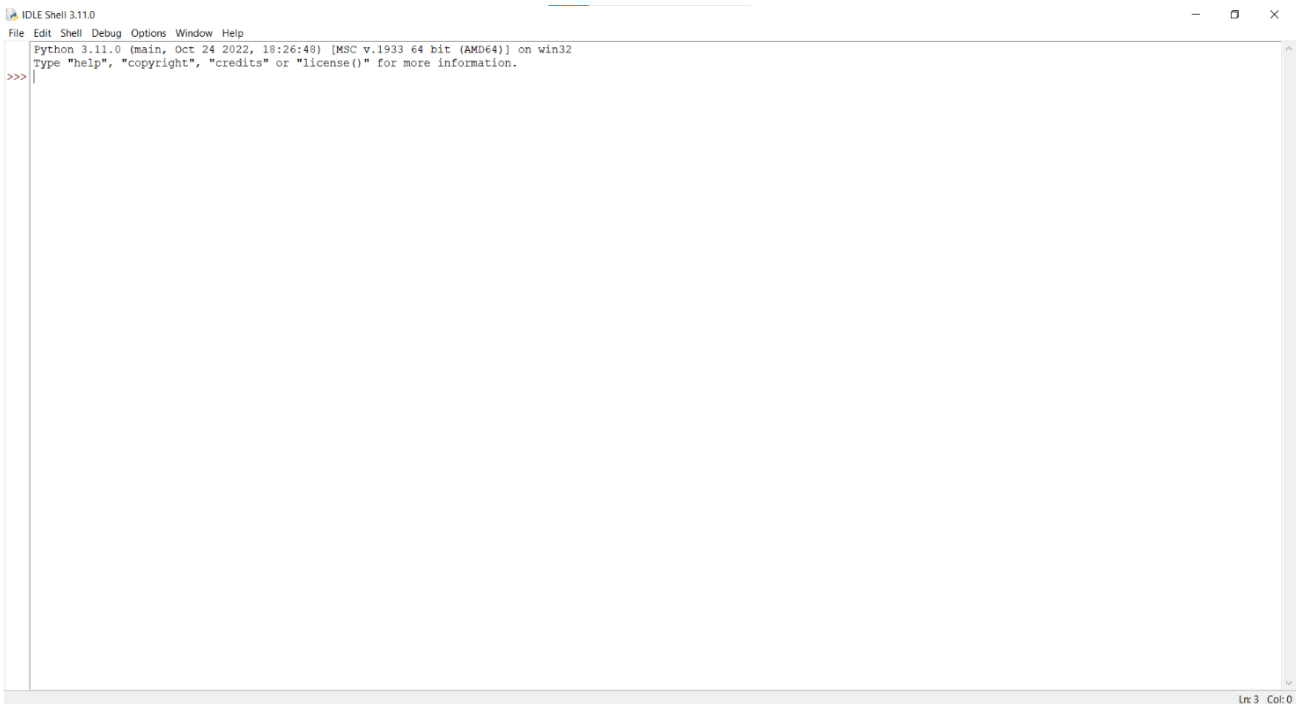 IDLE Shell 3.11.0
File Edit Shell Debug Options Window Help
Python 3.11.0 (main, Oct 24 2022, 18:26:48) [MSC v.1933 64 bit (AMD64)] on win32
Type "help", "copyright", "credits" or "license()" for more information.
>>>
Ln: 3 Col: 0